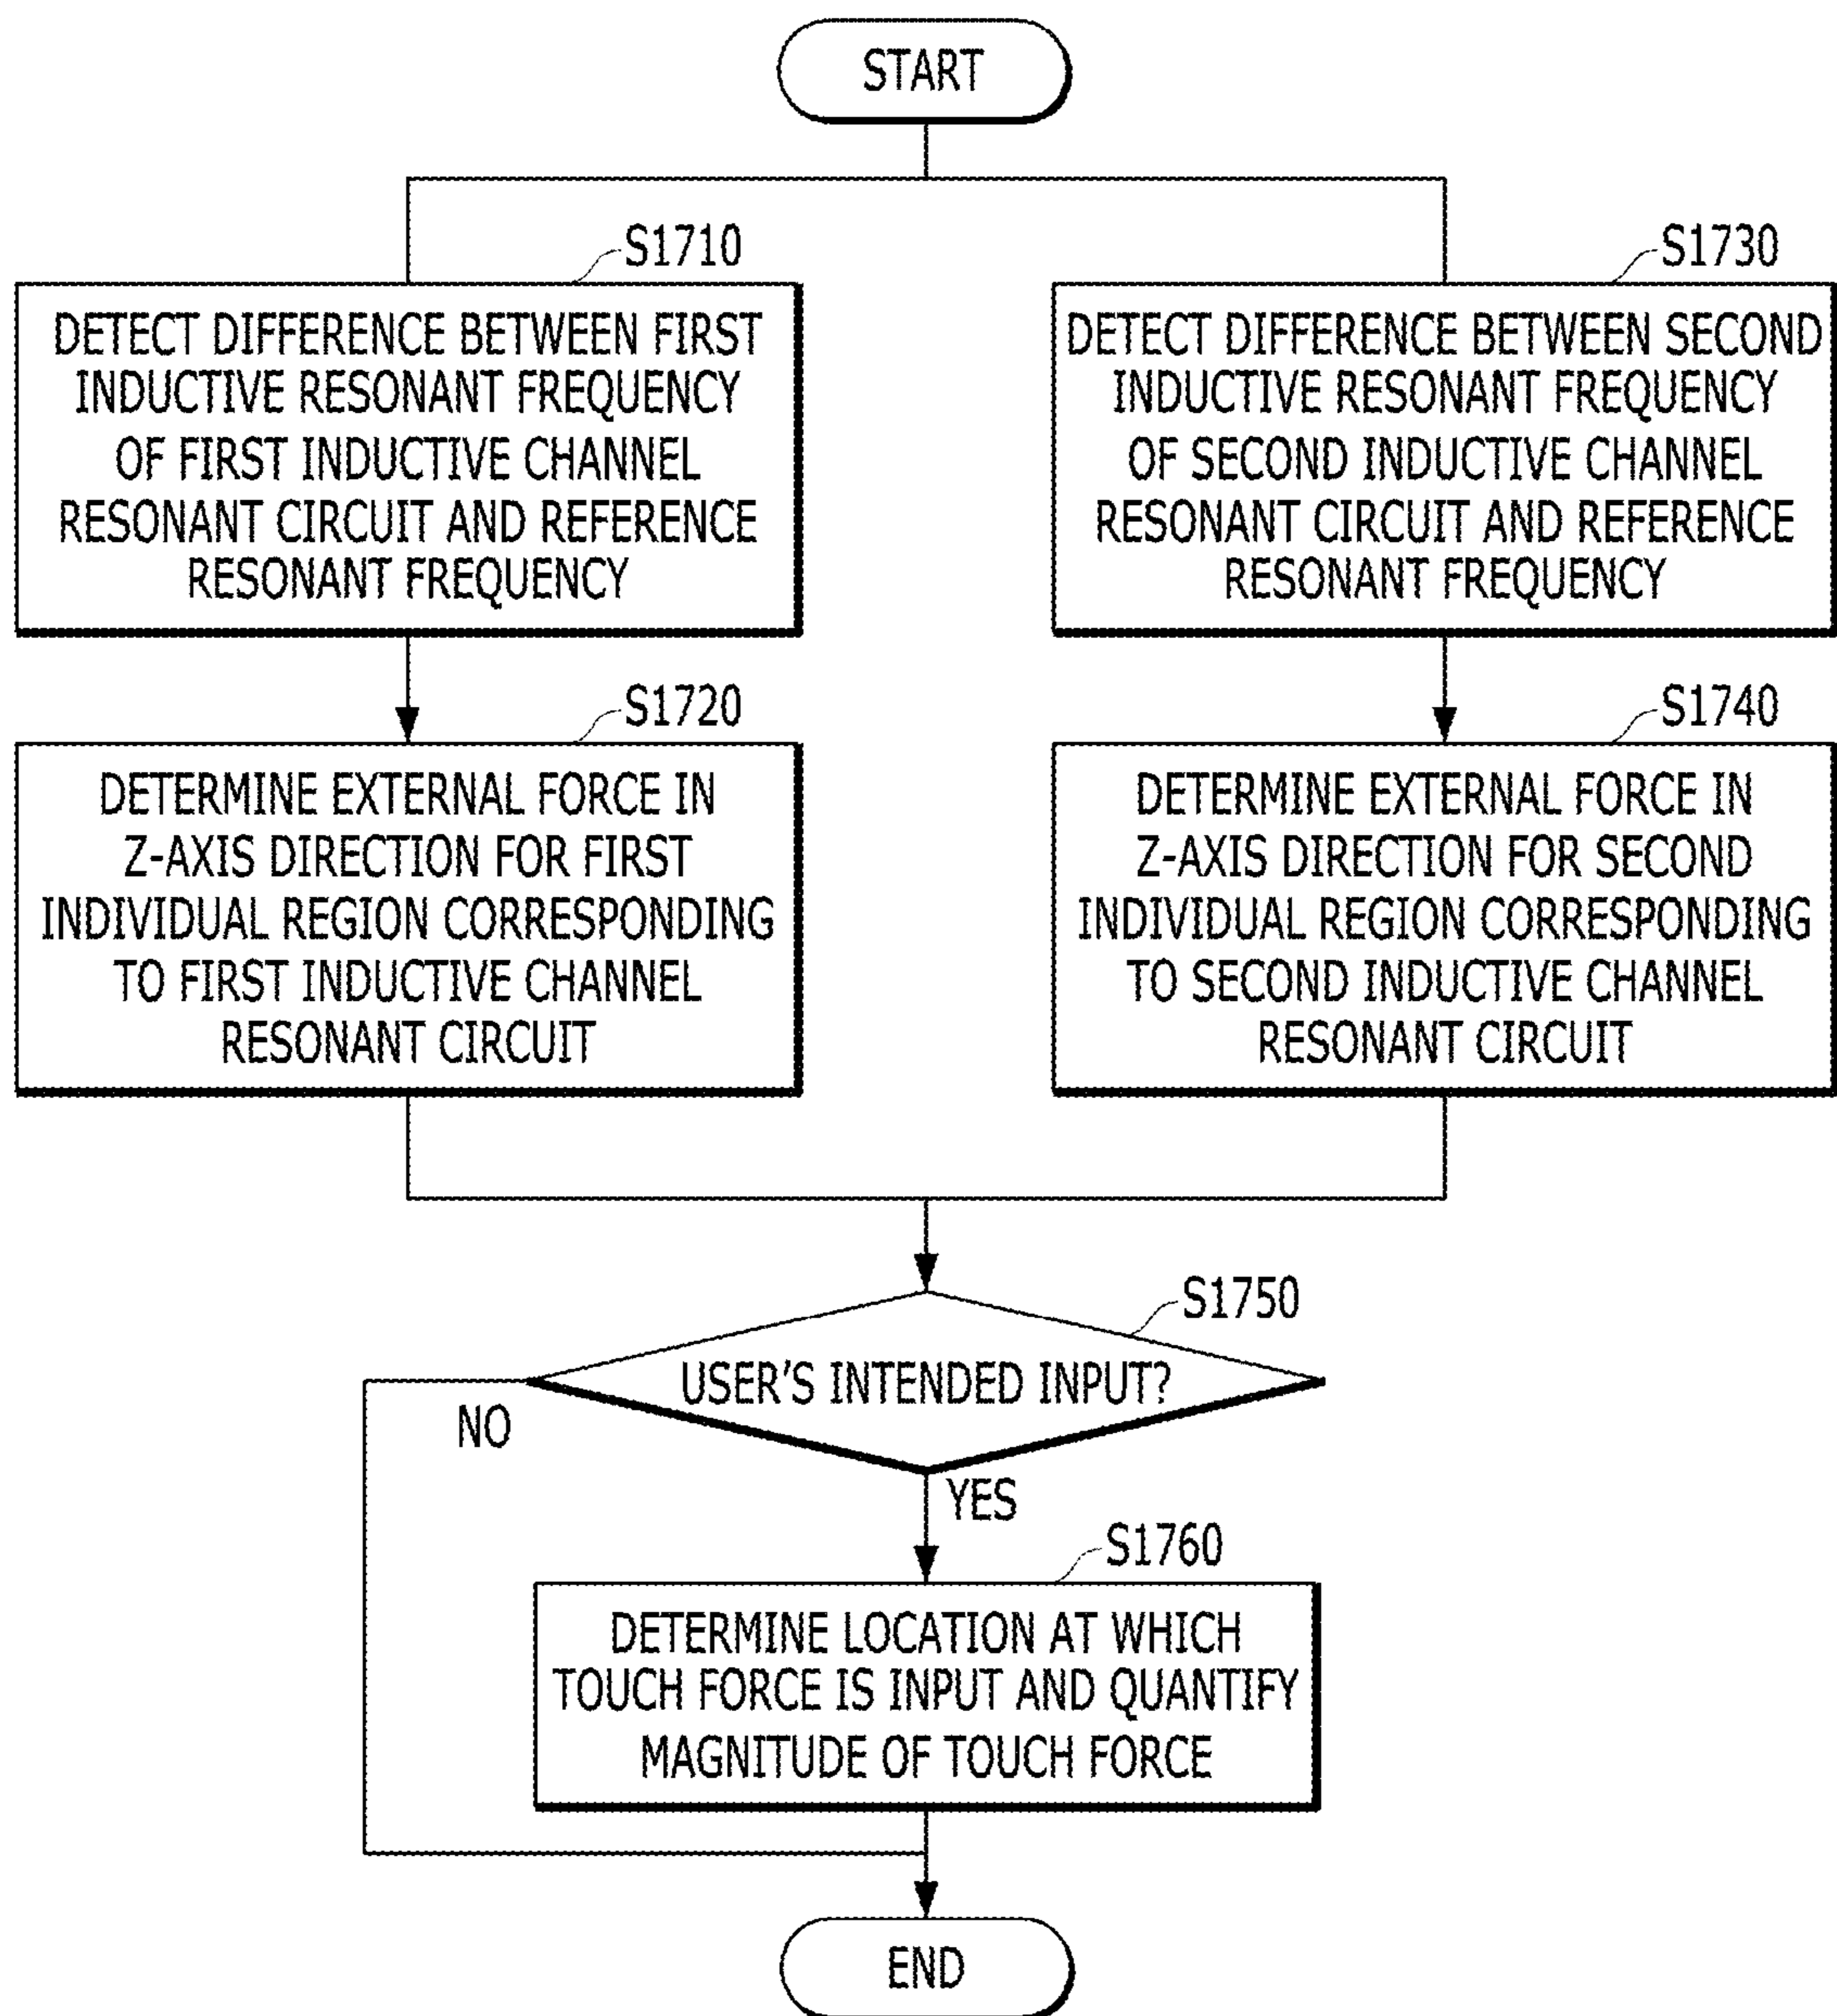 START
S1710
DETECT DIFFERENCE BETWEEN FIRST
INDUCTIVE RESONANT FREQUENCY
OF FIRST INDUCTIVE CHANNEL
RESONANT CIRCUIT AND REFERENCE
RESONANT FREQUENCY
S1730
DETECT DIFFERENCE BETWEEN SECOND
INDUCTIVE RESONANT FREQUENCY
OF SECOND INDUCTIVE CHANNEL
RESONANT CIRCUIT AND REFERENCE
RESONANT FREQUENCY
S1720
DETERMINE EXTERNAL FORCE IN
Z-AXIS DIRECTION FOR FIRST
INDIVIDUAL REGION CORRESPONDING
TO FIRST INDUCTIVE CHANNEL
RESONANT CIRCUIT
S1740
DETERMINE EXTERNAL FORCE IN
Z-AXIS DIRECTION FOR SECOND
INDIVIDUAL REGION CORRESPONDING
TO SECOND INDUCTIVE CHANNEL
RESONANT CIRCUIT
S1750
USER'S INTENDED INPUT?
NO
YES
S1760
DETERMINE LOCATION AT WHICH
TOUCH FORCE IS INPUT AND QUANTIFY
MAGNITUDE OF TOUCH FORCE
END